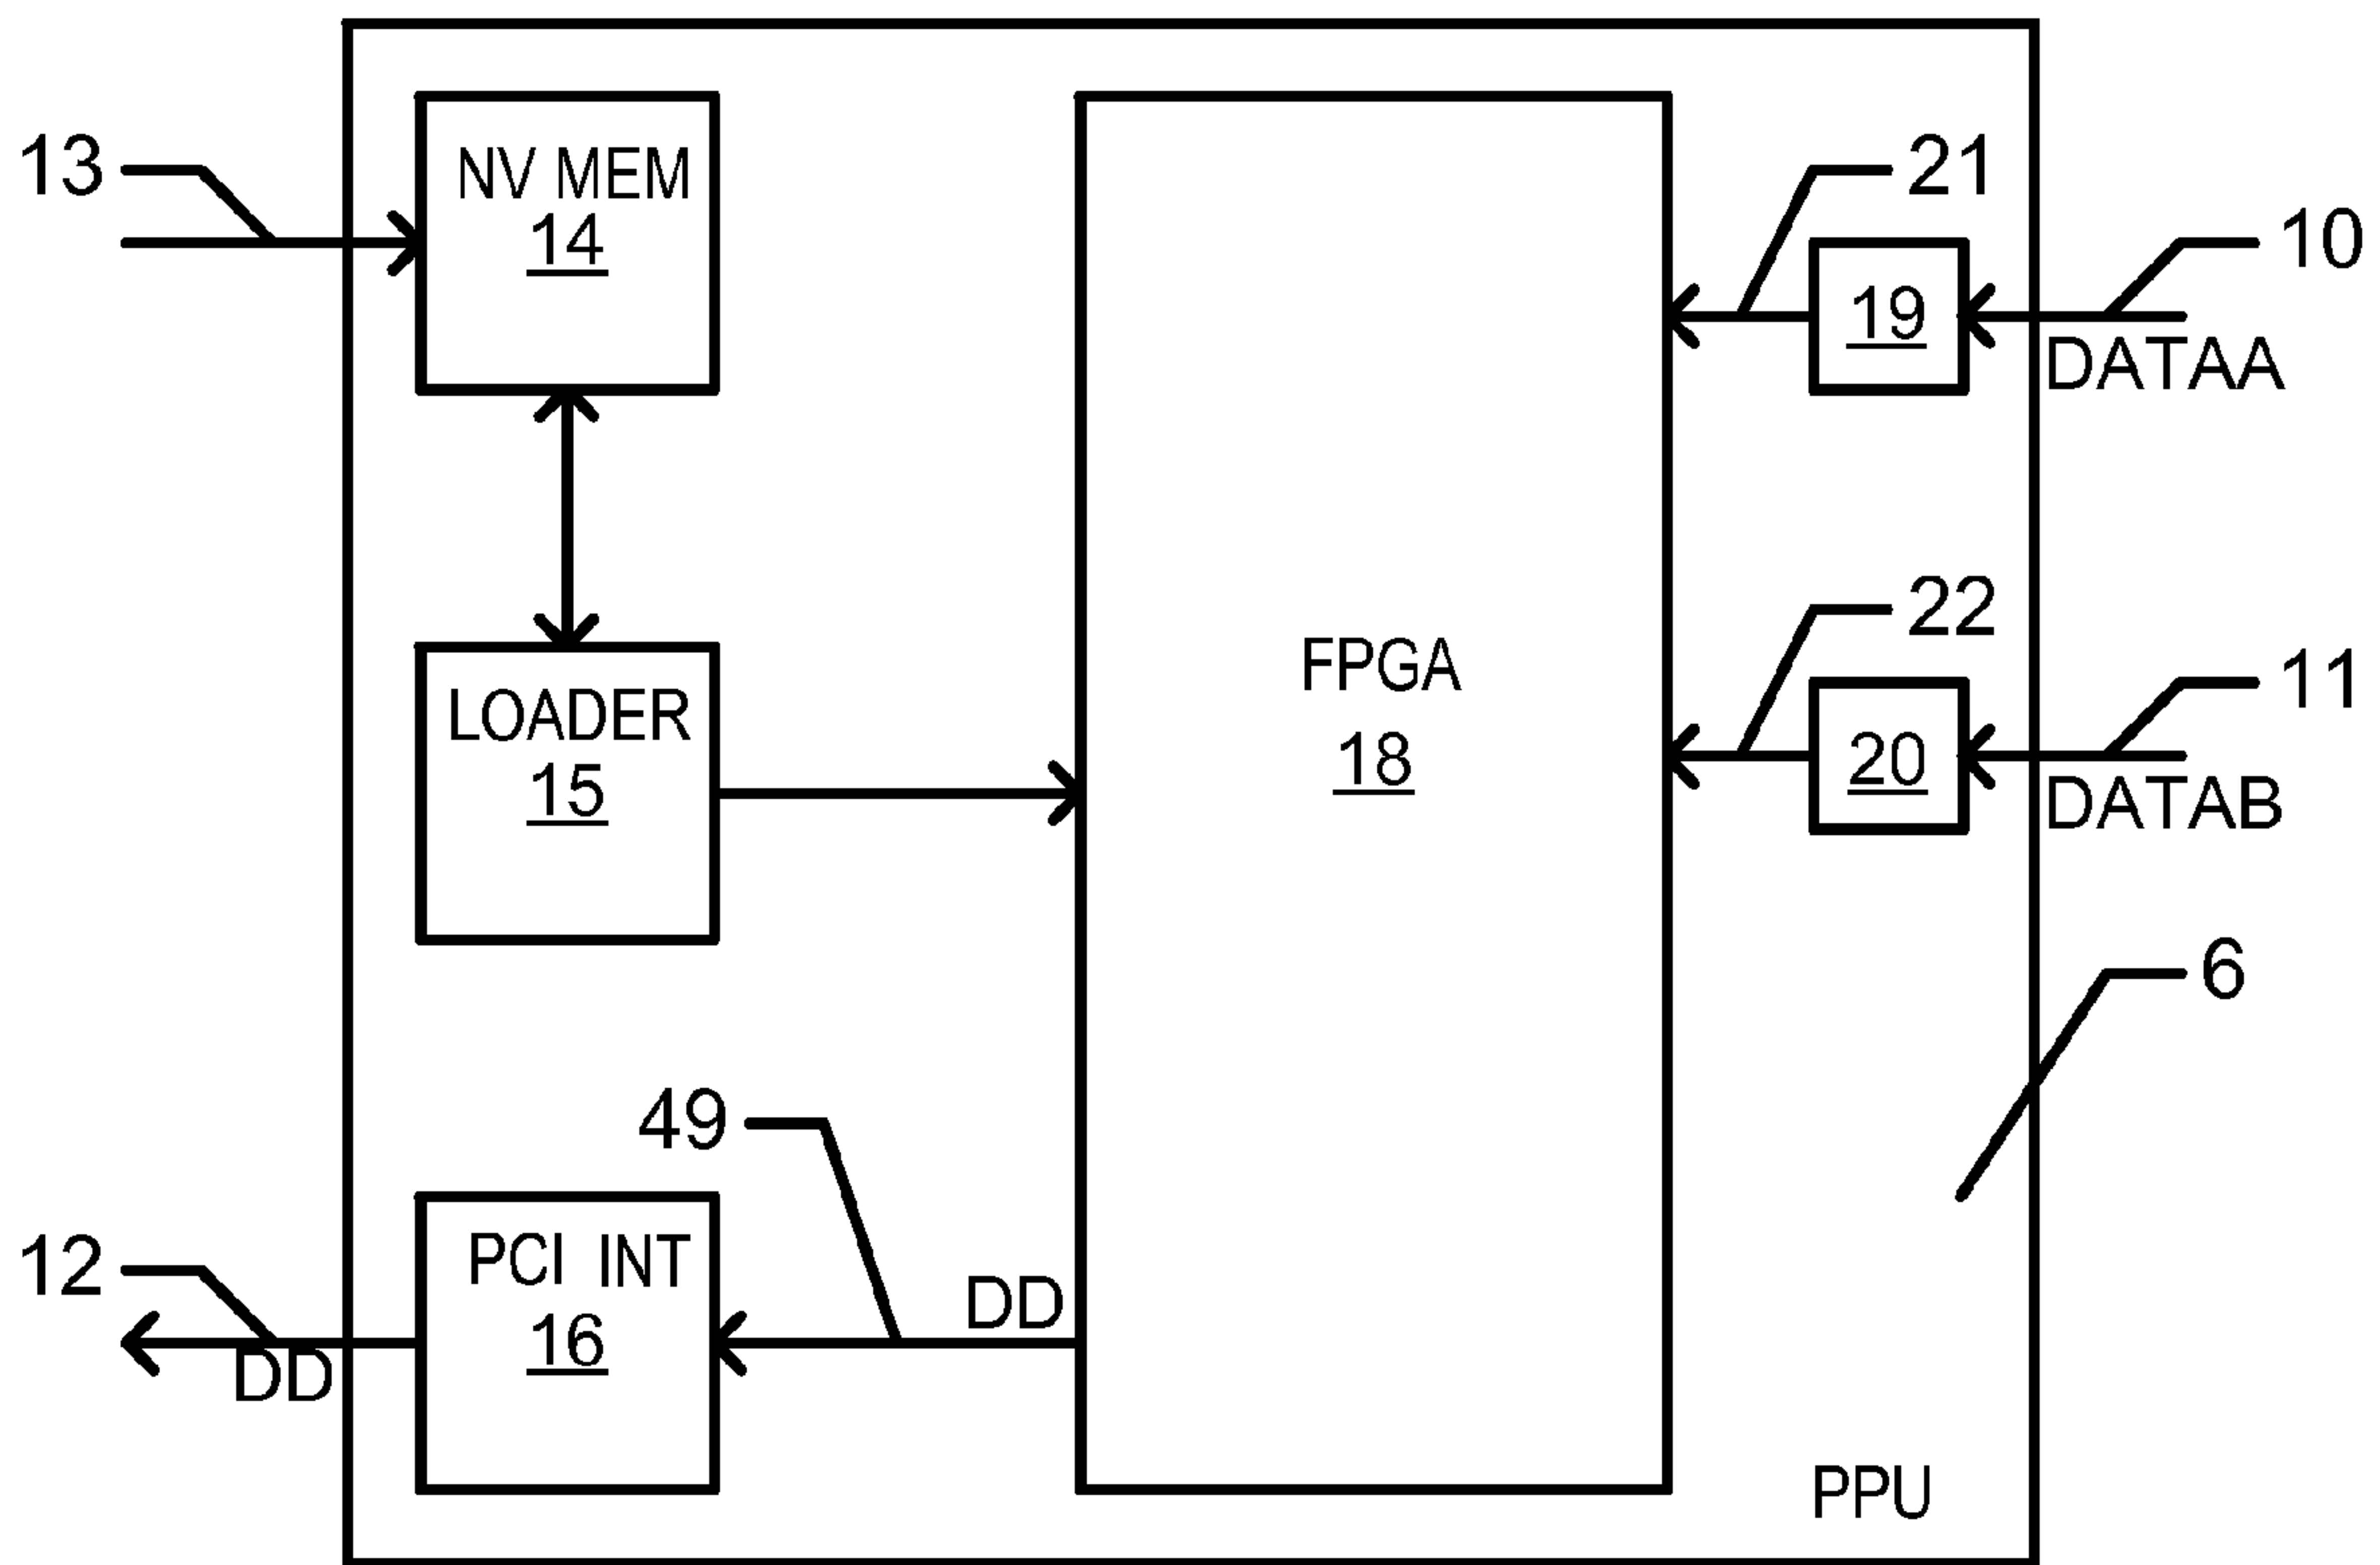 13
NV MEM
14
21
10
19
DATAA
LOADER
15
FPGA
18
22
11
20
DATAB
6
49
12
PCI INT
16
DD
DD
PPU